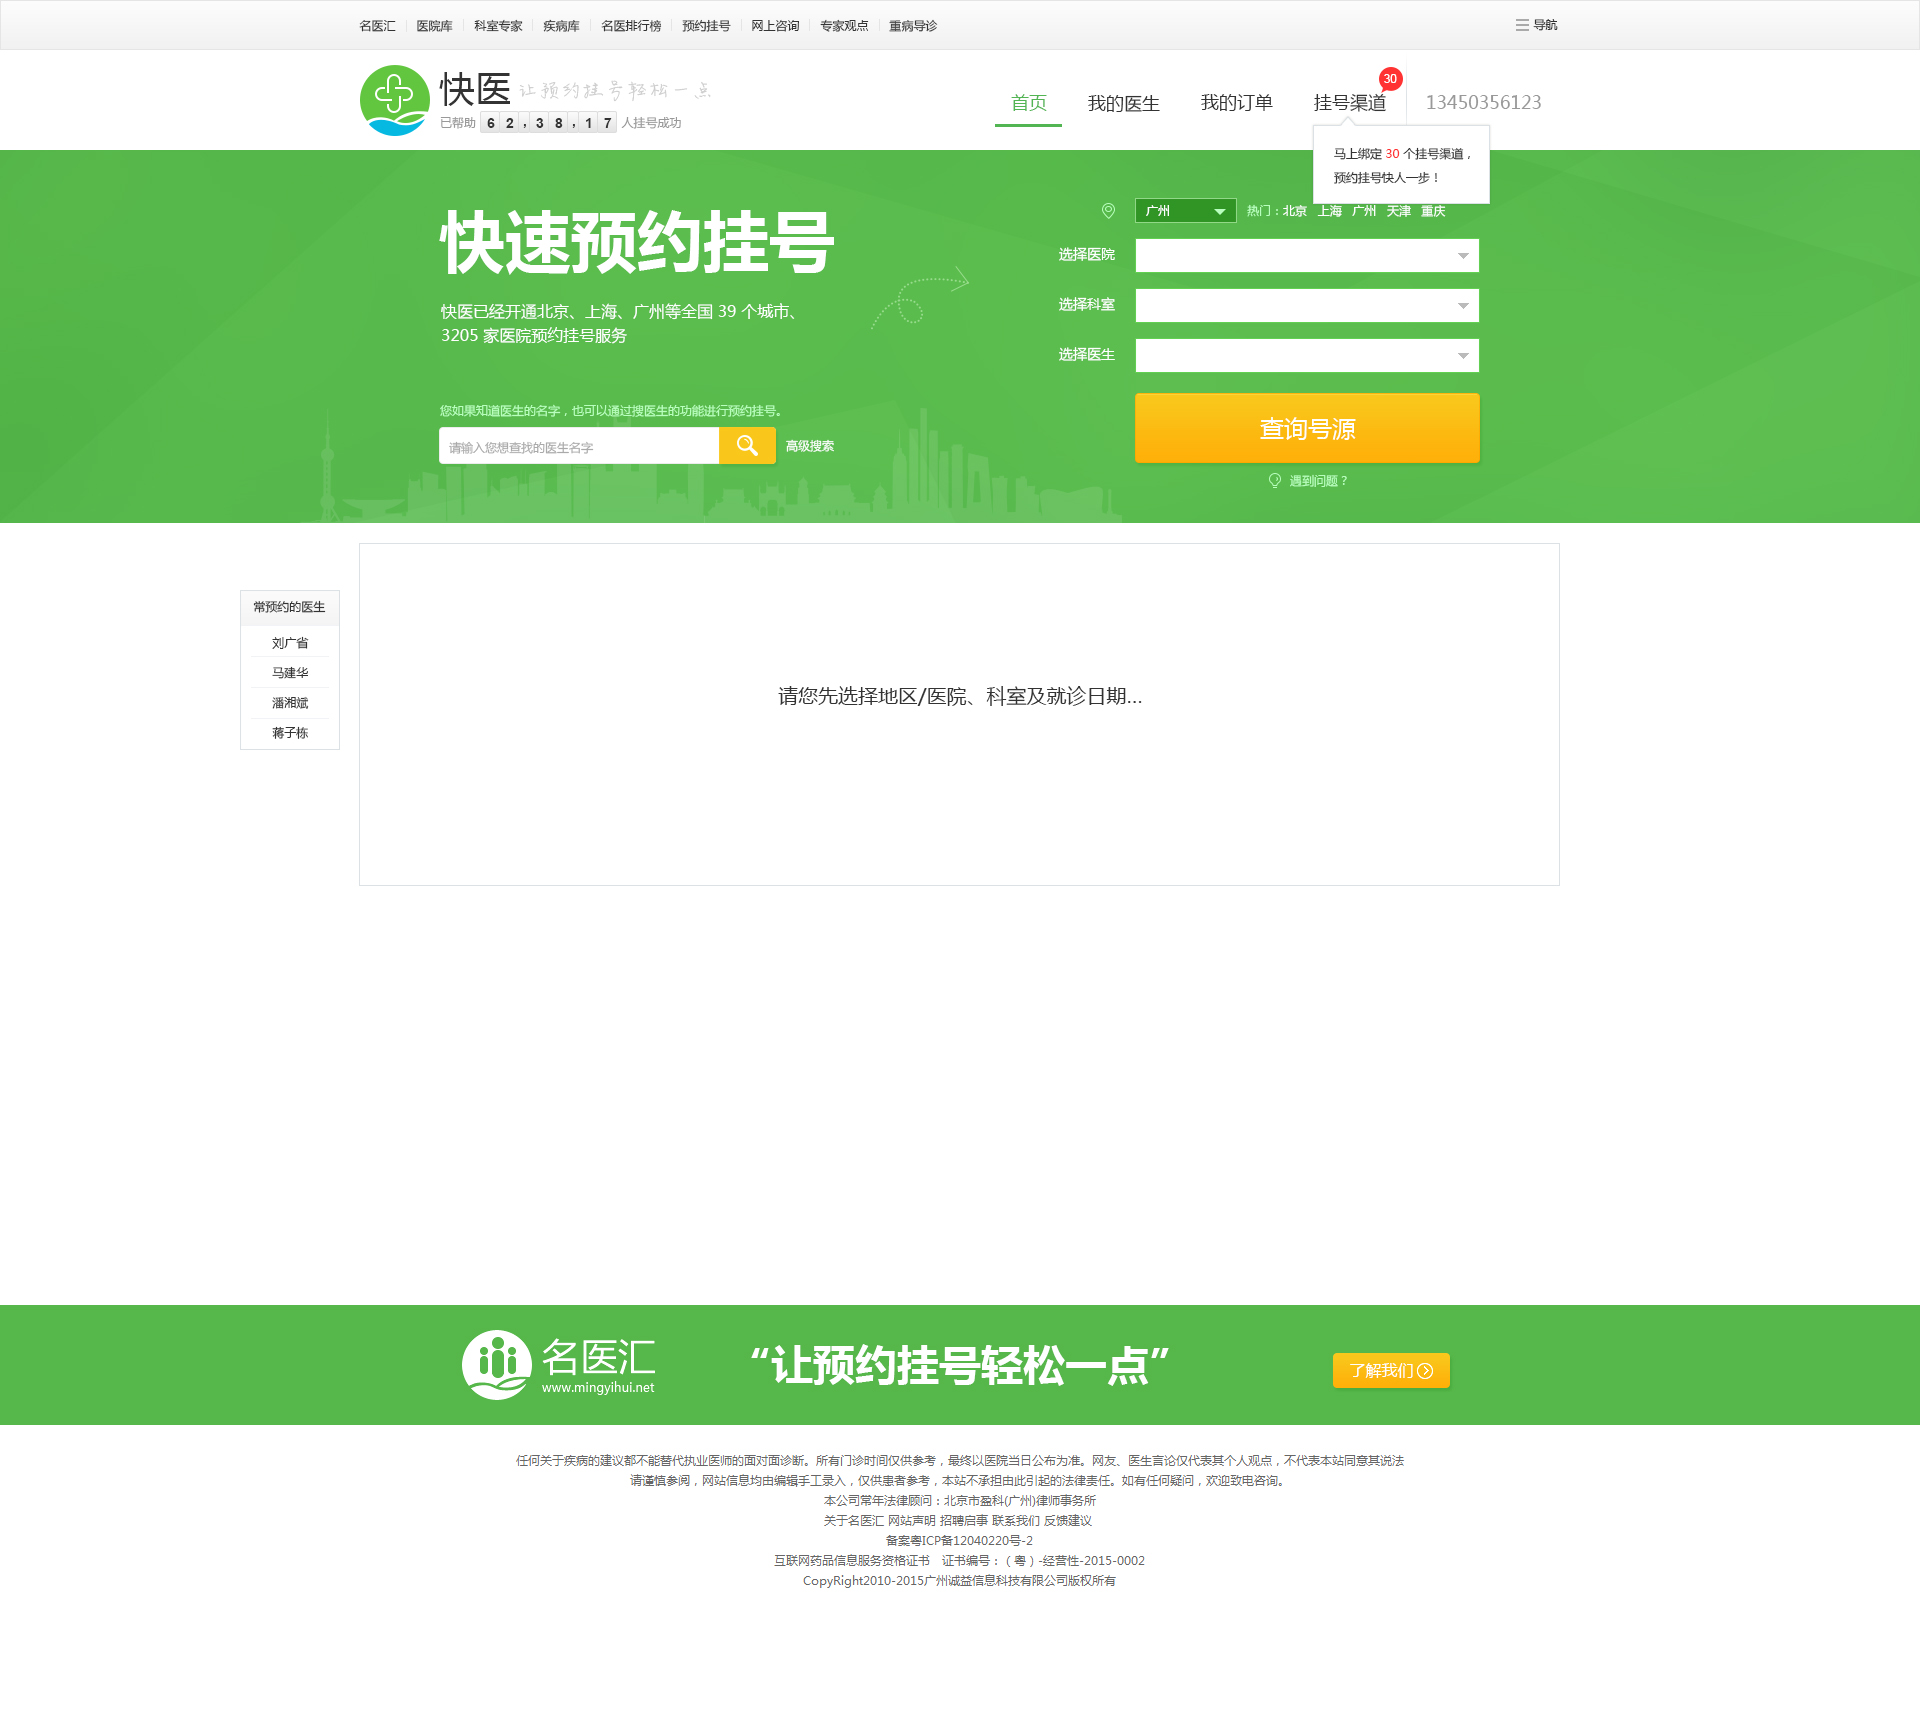 名医汇 医院库 科室专家 疾病库 名医排行榜 预约挂号 网上咨询 专家观点 重病导诊 导航
快医 让预约挂号轻松一点
已帮助 62,38,17 人挂号成功
首页 我的医生 我的订单 挂号渠道 30 13450356123
马上绑定 30 个挂号渠道，
预约挂号快人一步！
快速预约挂号
快医已经开通北京、上海、广州等全国 39 个城市、
3205 家医院预约挂号服务
您如果知道医生的名字，也可以通过搜医生的功能进行预约挂号。
请输入您想查找的医生名字 高级搜索
广州 热门：北京 上海 广州 天津 重庆
选择医院
选择科室
选择医生
查询号源
遇到问题？
常预约的医生
刘广省
马建华
潘湘斌
蒋子栋
请您先选择地区/医院、科室及就诊日期...
名医汇
www.mingyihui.net
“让预约挂号轻松一点”
了解我们
任何关于疾病的建议都不能替代执业医师的面对面诊断。所有门诊时间仅供参考，最终以医院当日公布为准。网友、医生言论仅代表其个人观点，不代表本站同意其说法
请谨慎参阅，网站信息均由编辑手工录入，仅供患者参考，本站不承担由此引起的法律责任。如有任何疑问，欢迎致电咨询。
本公司常年法律顾问：北京市盈科(广州)律师事务所
关于名医汇 网站声明 招聘启事 联系我们 反馈建议
备案粤ICP备12040220号-2
互联网药品信息服务资格证书 证书编号：（粤）-经营性-2015-0002
CopyRight2010-2015广州诚益信息科技有限公司版权所有